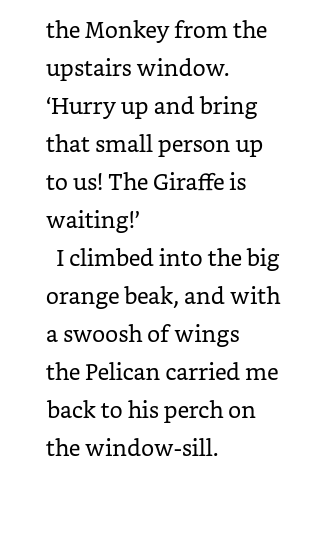 the Monkey from the
upstairs window.
‘Hurry up and bring
that small person up
to us! The Giraffe is
waiting!’
I climbed into the big
orange beak, and with
a swoosh of wings
the Pelican carried me
back to his perch on
the window-sill.